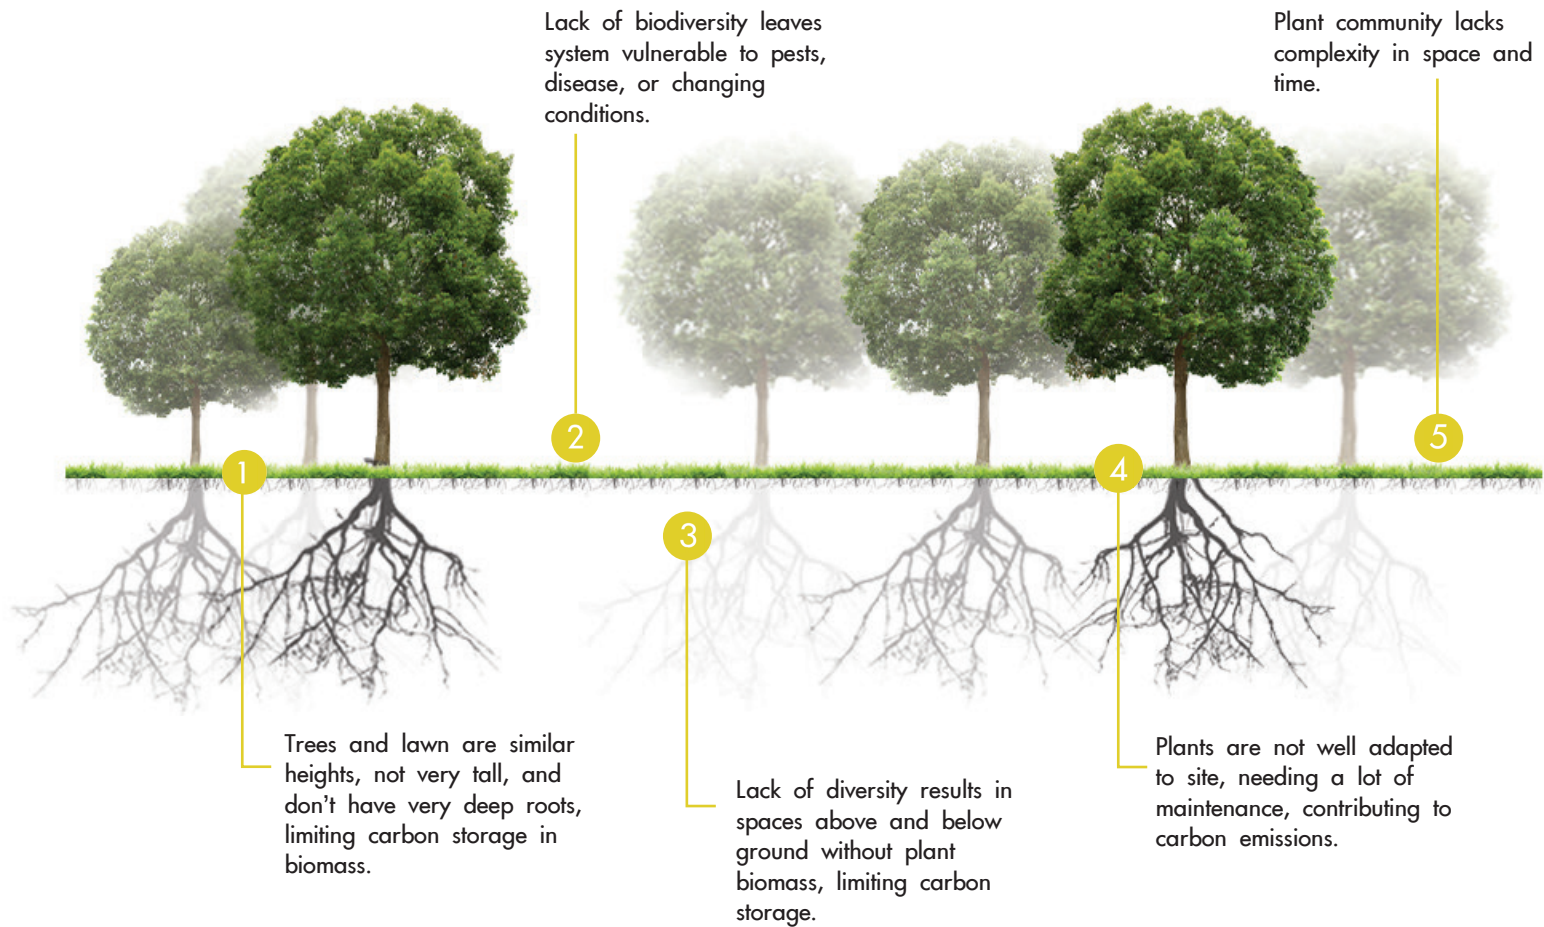 Lack of biodiversity leaves
system vulnerable to pests,
disease, or changing
conditions.
Plant community lacks
complexity in space and
time.
2
5
1
4
3
Trees and lawn are similar
heights, not very tall, and
don't have very deep roots,
limiting carbon storage in
biomass.
Lack of diversity results in
spaces above and below
ground without plant
biomass, limiting carbon
storage.
Plants are not well adapted
to site, needing a lot of
maintenance, contributing to
carbon emissions.